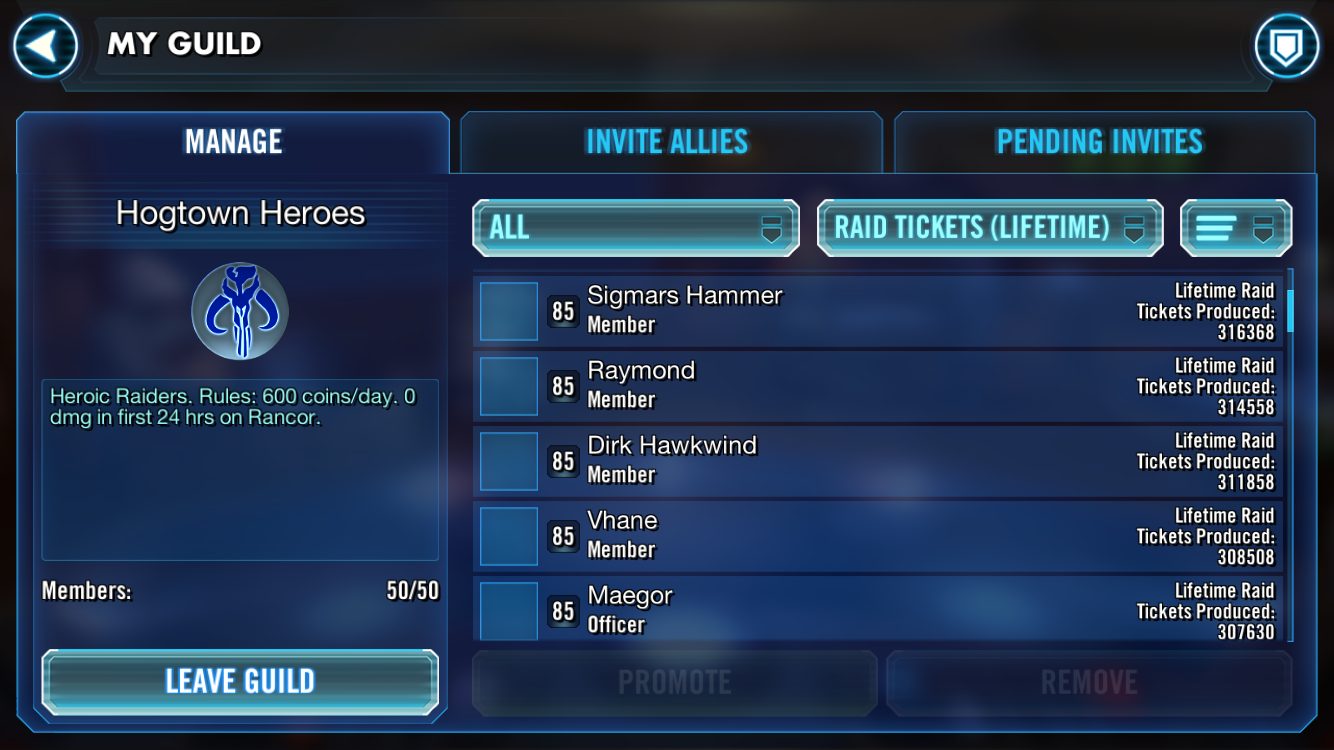 MY GUILD
MANAGE
INVITE ALLIES
PENDING INVITES
Hogtown Heroes
Heroic Raiders. Rules: 600 coins/day. 0
dmg in first 24 hrs on Rancor.
Members: 50/50
LEAVE GUILD
ALL
RAID TICKETS (LIFETIME)
85
Sigmars Hammer
Member
Lifetime Raid
Tickets Produced:
316368
85
Raymond
Member
Lifetime Raid
Tickets Produced:
314558
85
Dirk Hawkwind
Member
Lifetime Raid
Tickets Produced:
311858
85
Vhane
Member
Lifetime Raid
Tickets Produced:
308508
85
Maegor
Officer
Lifetime Raid
Tickets Produced:
307630
PROMOTE
REMOVE